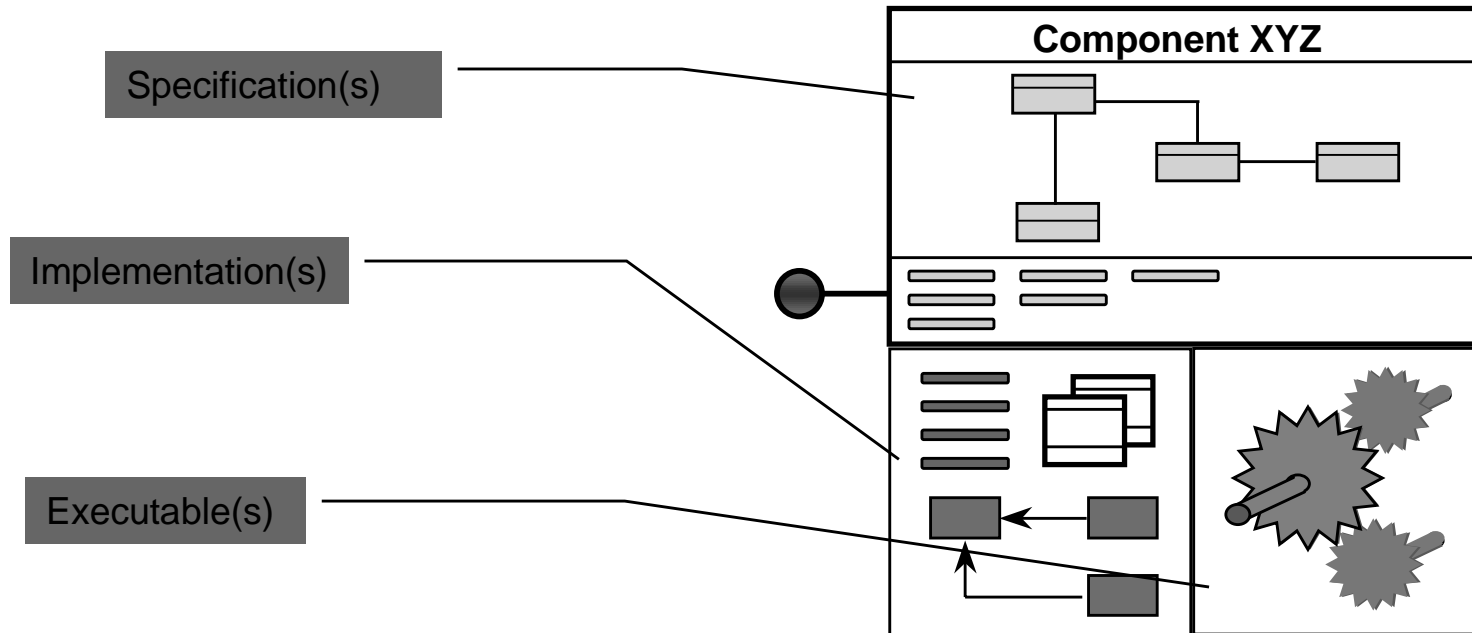 Component XYZ
Specification(s)
Implementation(s)
Executable(s)